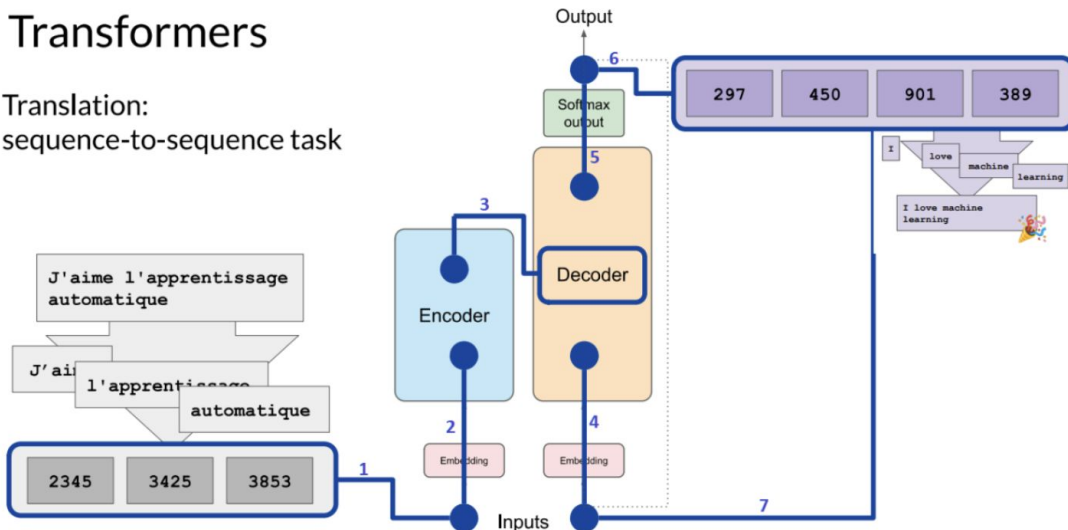 Transformers
Translation:
sequence-to-sequence task
J'aime l'apprentissage
automatique
l'apprentissage
automatique
2345 3425 3853
1
2
3
4
5
6
7
Encoder
Decoder
Embedding
Embedding
Inputs
Softmax
output
Output
297 450 901 389
I
love
machine
learning
I love machine
learning